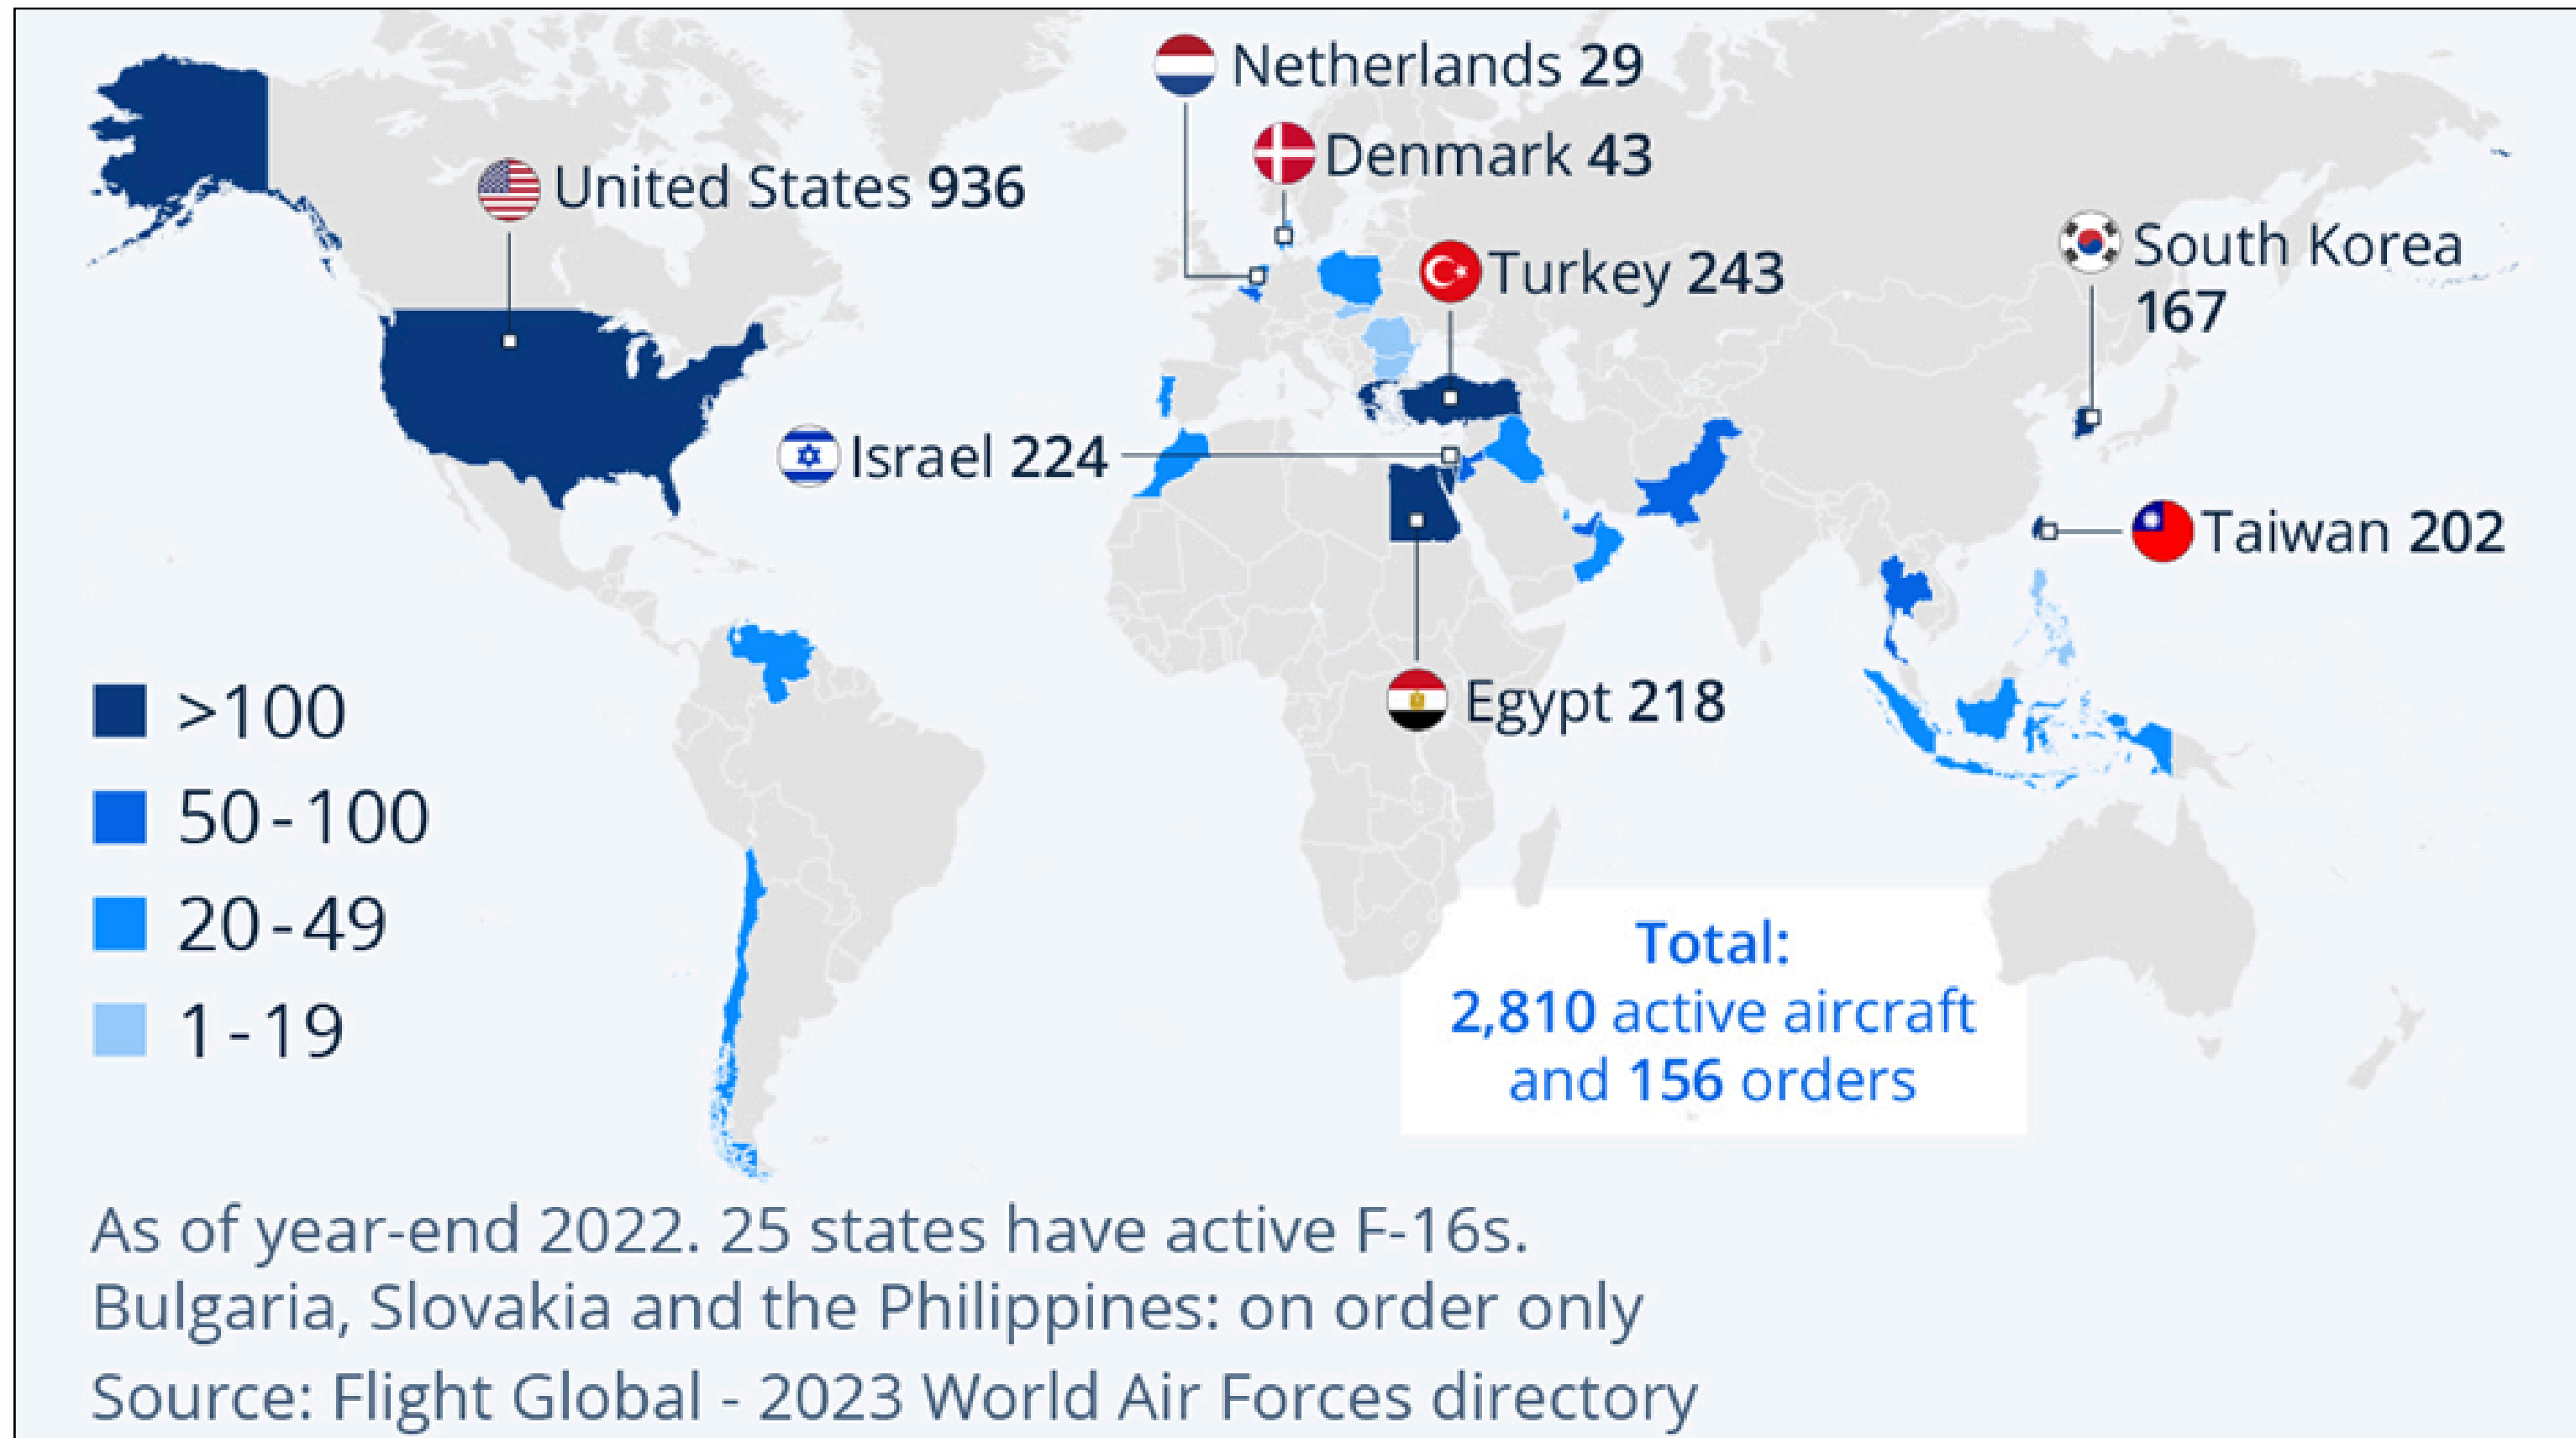 Netherlands 29
Denmark 43
United States 936
South Korea
167
Turkey 243
Israel 224
Taiwan 202
Egypt 218
>100
50-100
20-49
1-19
Total:
2,810 active aircraft
and 156 orders
As of year-end 2022. 25 states have active F-16s.
Bulgaria, Slovakia and the Philippines: on order only
Source: Flight Global - 2023 World Air Forces directory